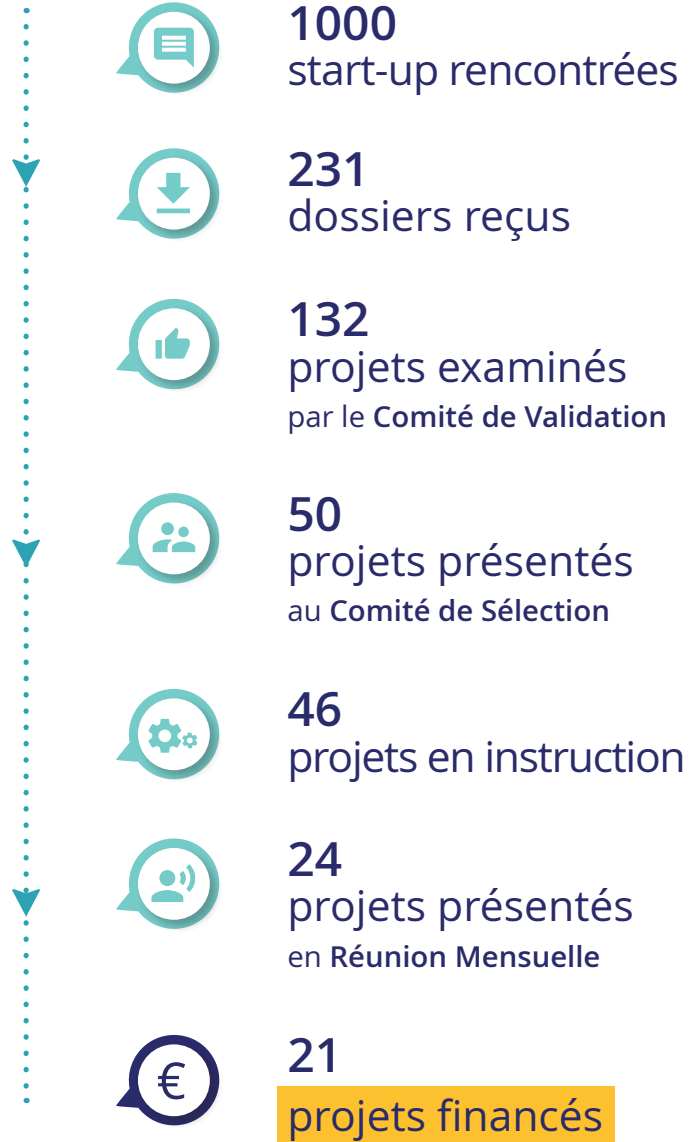 1000
start-up rencontrées
231
dossiers reçus
132
projets examinés
par le Comité de Validation
50
projets présentés
au Comité de Sélection
46
projets en instruction
24
projets présentés
en Réunion Mensuelle
€
21
projets financés